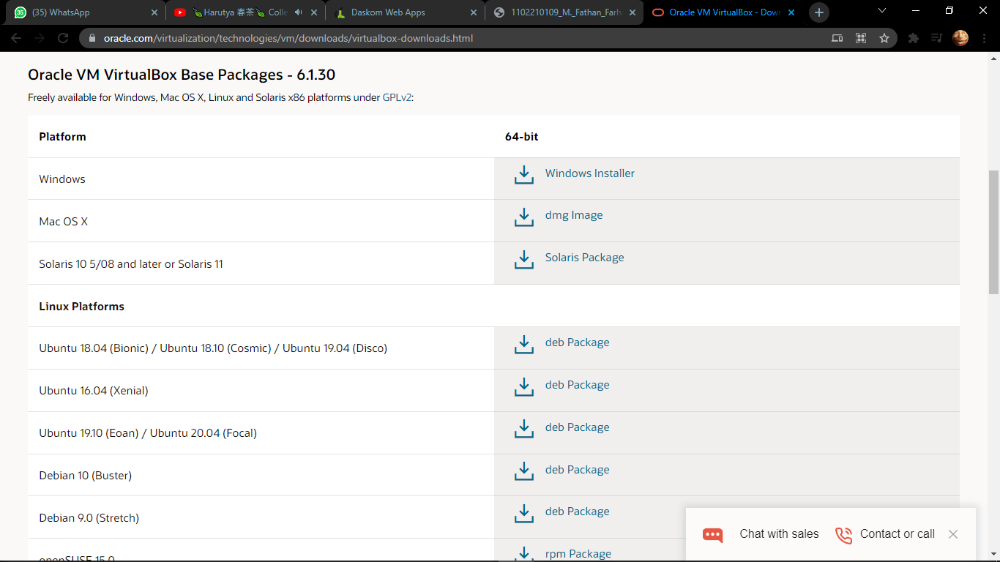 (35) WhatsApp
Harutya 春茶 Colle
Daskom Web Apps
1102210109_M._Fathan_Farha
Oracle VM VirtualBox - Down
oracle.com/virtualization/technologies/vm/downloads/virtualbox-downloads.html
Oracle VM VirtualBox Base Packages - 6.1.30
Freely available for Windows, Mac OS X, Linux and Solaris x86 platforms under GPLv2:
Platform 64-bit
Windows Windows Installer
Mac OS X dmg Image
Solaris 10 5/08 and later or Solaris 11 Solaris Package
Linux Platforms
Ubuntu 18.04 (Bionic) / Ubuntu 18.10 (Cosmic) / Ubuntu 19.04 (Disco) deb Package
Ubuntu 16.04 (Xenial) deb Package
Ubuntu 19.10 (Eoan) / Ubuntu 20.04 (Focal) deb Package
Debian 10 (Buster) deb Package
Debian 9.0 (Stretch) deb Package
openSUSE 15.0 rpm Package
Chat with sales Contact or call